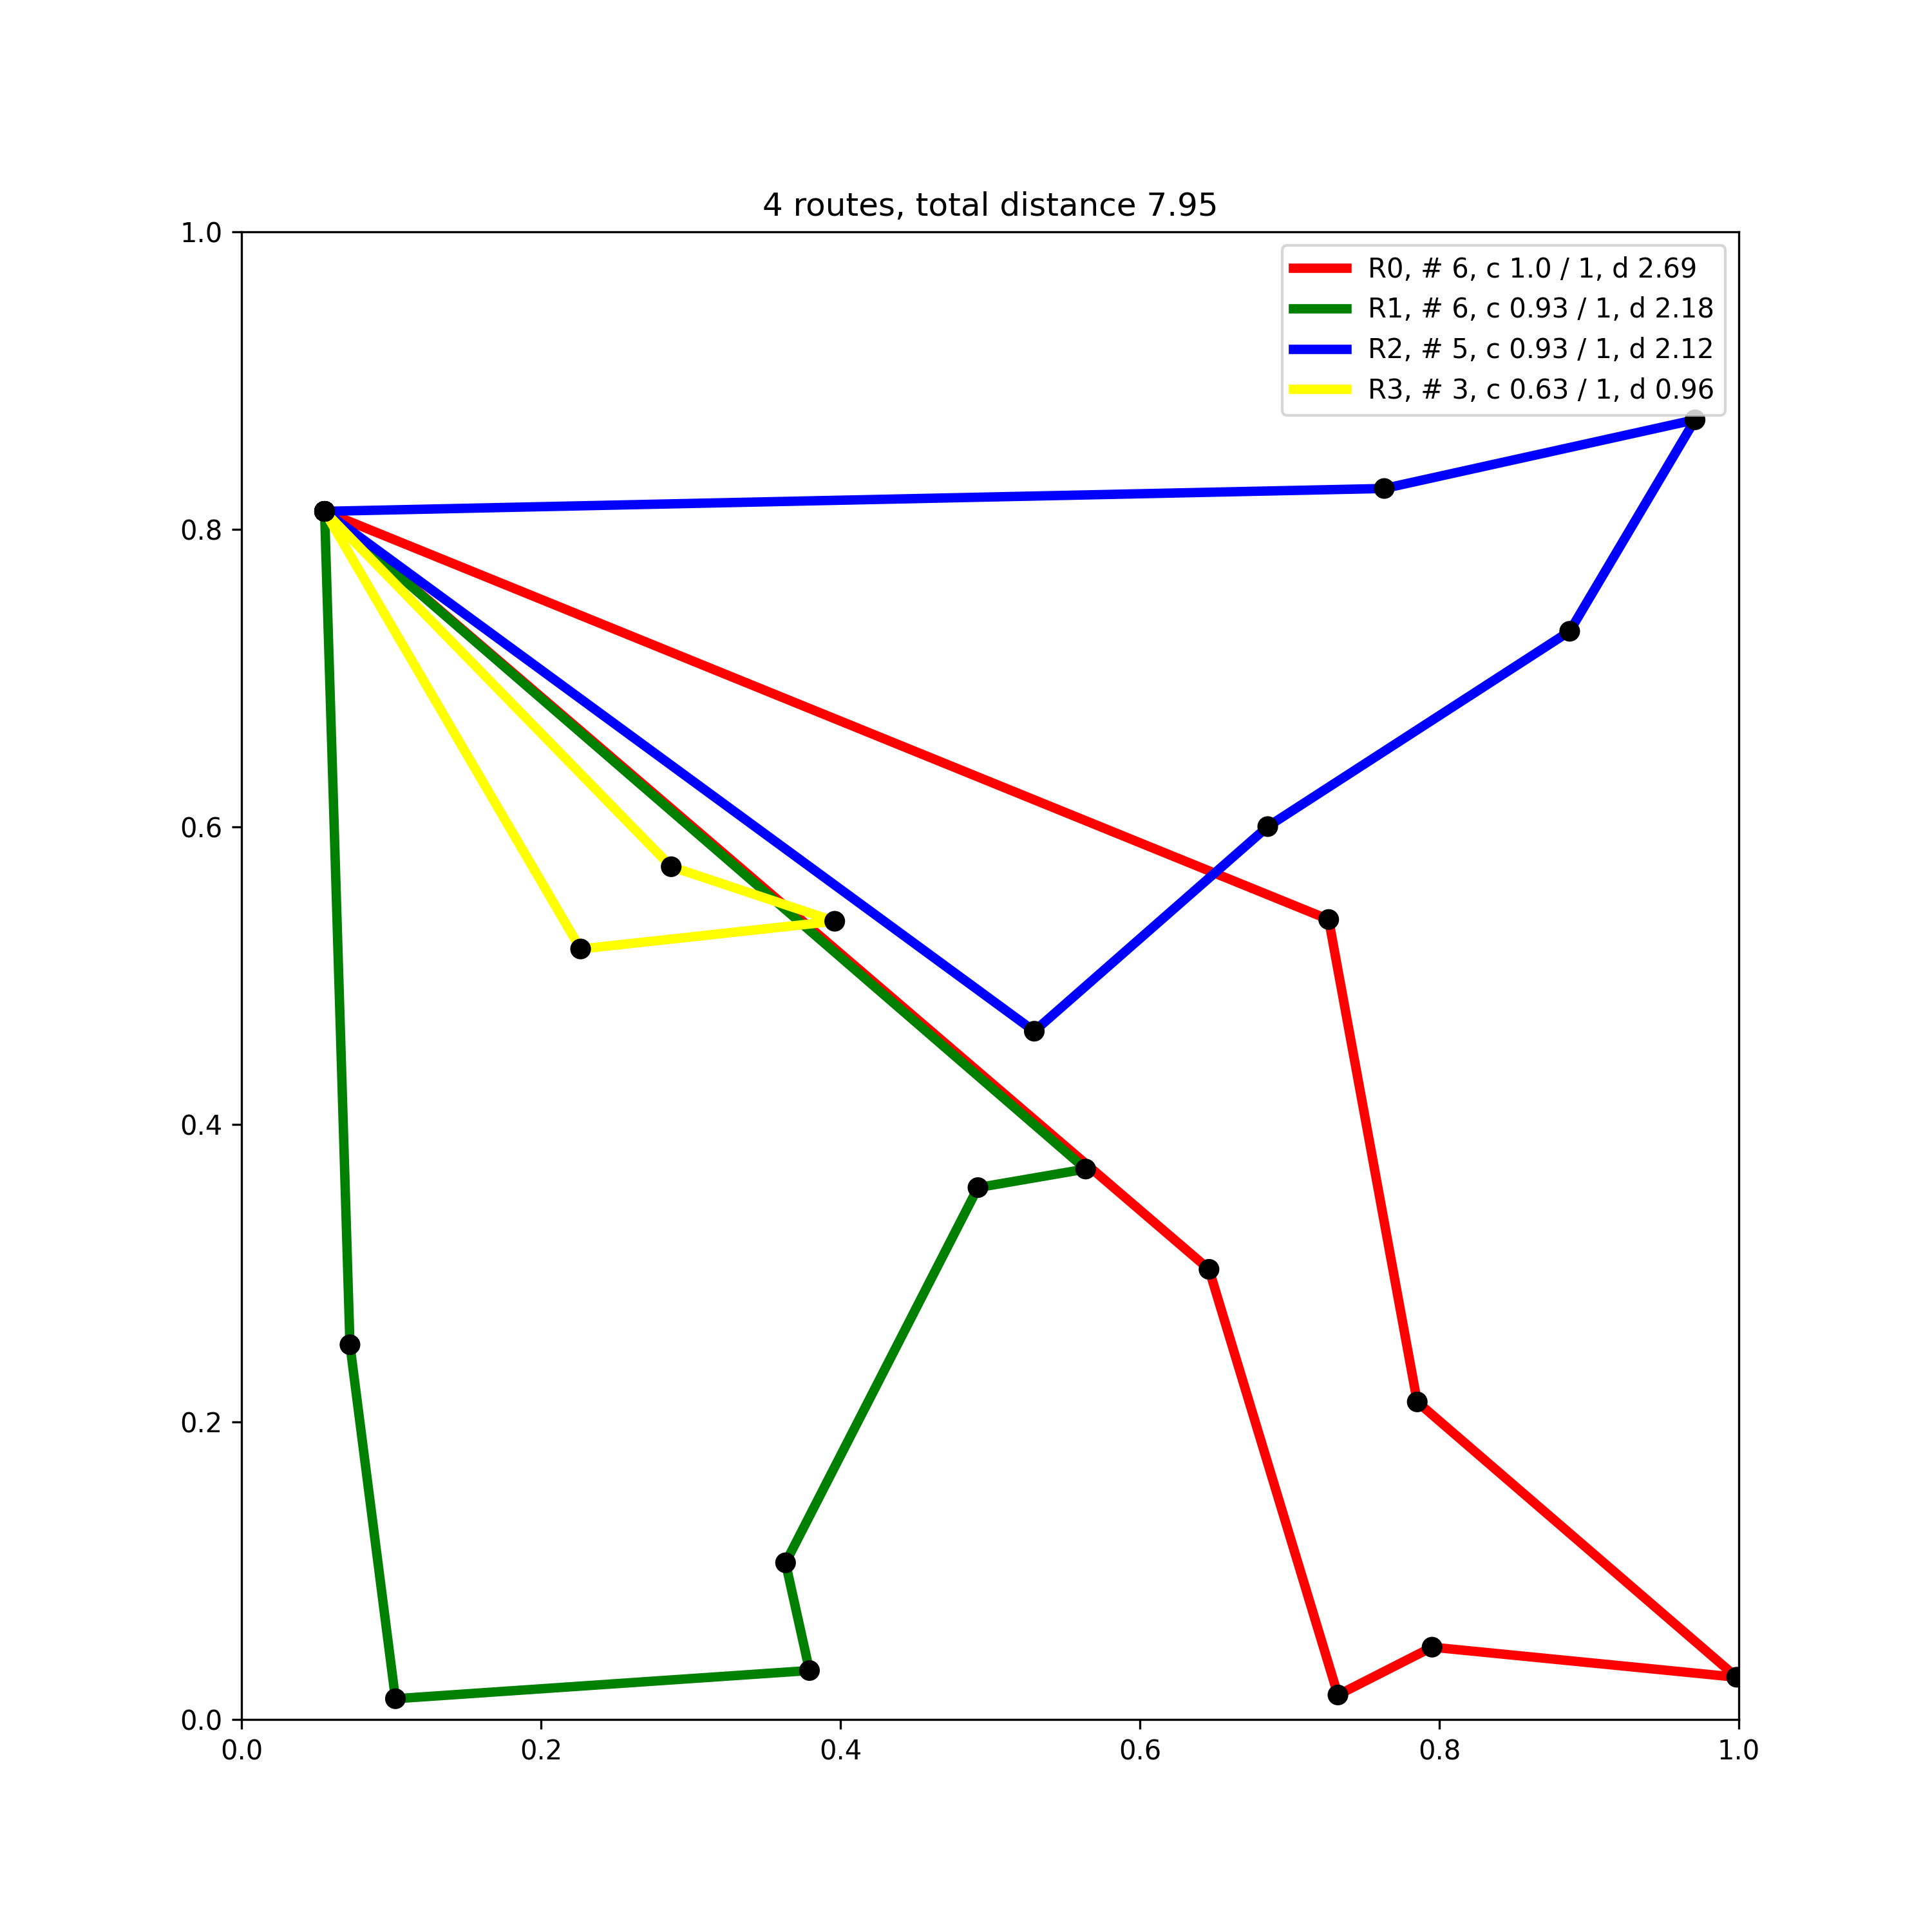 4 routes, total distance 7.95
1.0
R0, # 6, c 1.0 / 1, d 2.69
R1, # 6, c 0.93 / 1, d 2.18
R2, # 5, c 0.93 / 1, d 2.12
R3, # 3, c 0.63 / 1, d 0.96
0.8
0.6
0.4
0.2
0.0
0.0 0.2 0.4 0.6 0.8 1.0